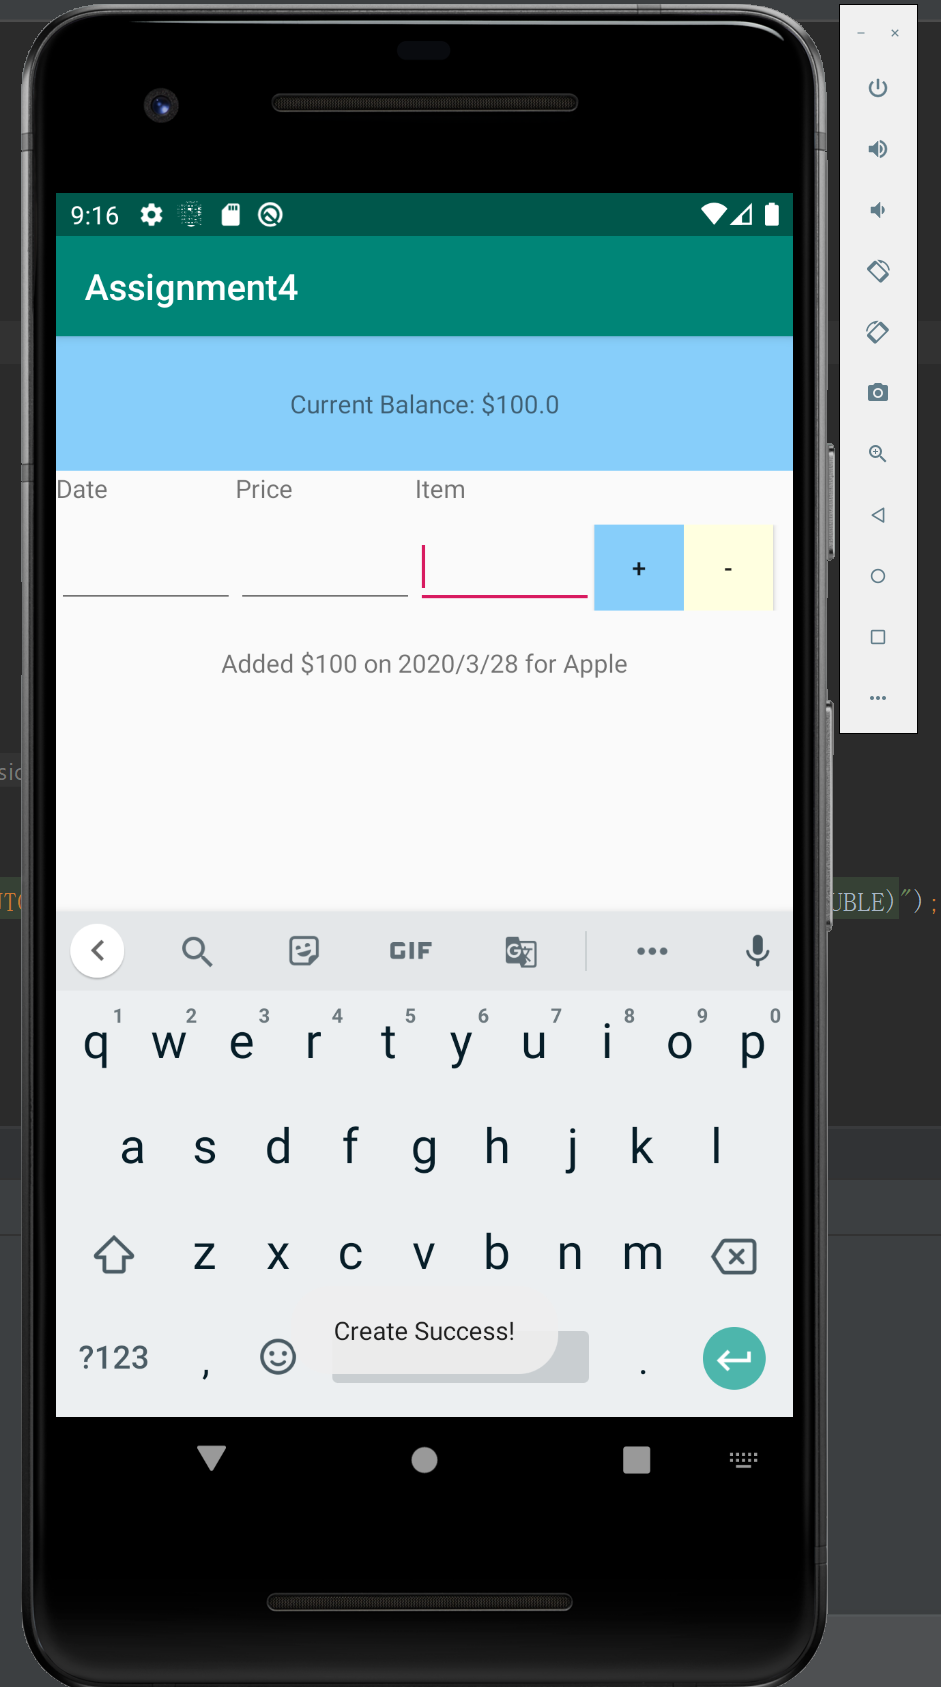 9:16
Assignment4
Current Balance: $100.0
Date Price Item
+ -
Added $100 on 2020/3/28 for Apple
UBLE)");
GIF
1 2 3 4 5 6 7 8 9 0
q w e r t y u i o p
a s d f g h j k l
z x c v b n m
Create Success!
?123 , .